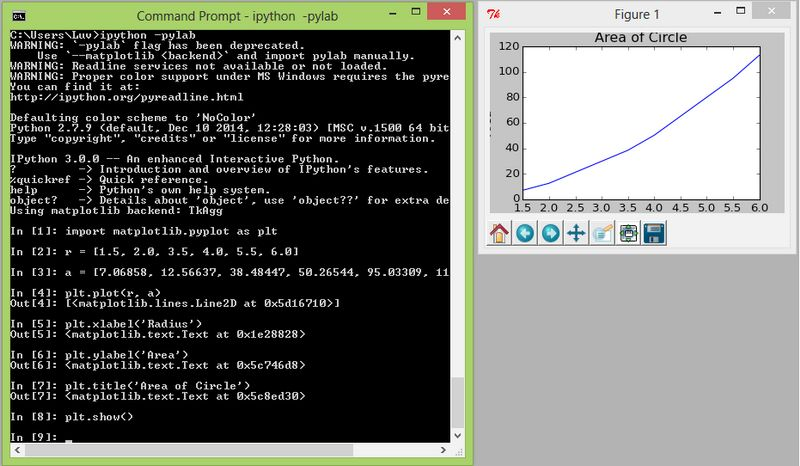 Command Prompt - ipython -pylab
C:\Users\Luv>ipython -pylab
WARNING: `-pylab` flag has been deprecated.
Use `--matplotlib <backend>` and import pylab manually.
WARNING: Readline services not available or not loaded.
WARNING: Proper color support under MS Windows requires the pyre
You can find it at:
http://ipython.org/pyreadline.html
Defaulting color scheme to 'NoColor'
Python 2.7.9 (default, Dec 10 2014, 12:28:03) [MSC v.1500 64 bit
Type "copyright", "credits" or "license" for more information.
IPython 3.0.0 -- An enhanced Interactive Python.
? -> Introduction and overview of IPython's features.
%quickref -> Quick reference.
help -> Python's own help system.
object? -> Details about 'object', use 'object??' for extra de
Using matplotlib backend: TkAgg
In [1]: import matplotlib.pyplot as plt
In [2]: r = [1.5, 2.0, 3.5, 4.0, 5.5, 6.0]
In [3]: a = [7.06858, 12.56637, 38.48447, 50.26544, 95.03309, 11
In [4]: plt.plot(r, a)
Out[4]: [<matplotlib.lines.Line2D at 0x5d16710>]
In [5]: plt.xlabel('Radius')
Out[5]: <matplotlib.text.Text at 0x1e28828>
In [6]: plt.ylabel('Area')
Out[6]: <matplotlib.text.Text at 0x5c746d8>
In [7]: plt.title('Area of Circle')
Out[7]: <matplotlib.text.Text at 0x5c8ed30>
In [8]: plt.show()
In [9]: _
Figure 1
Area of Circle
120
100
80
60
40
20
0
1.5 2.0 2.5 3.0 3.5 4.0 4.5 5.0 5.5 6.0